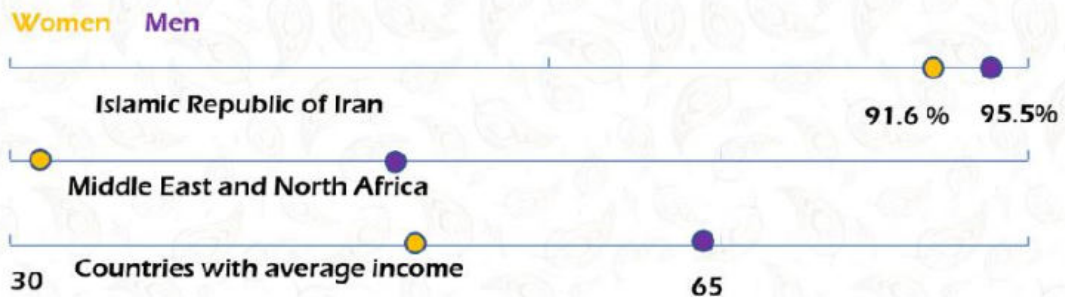 Women Men
Islamic Republic of Iran
91.6 % 95.5%
Middle East and North Africa
Countries with average income
30 65